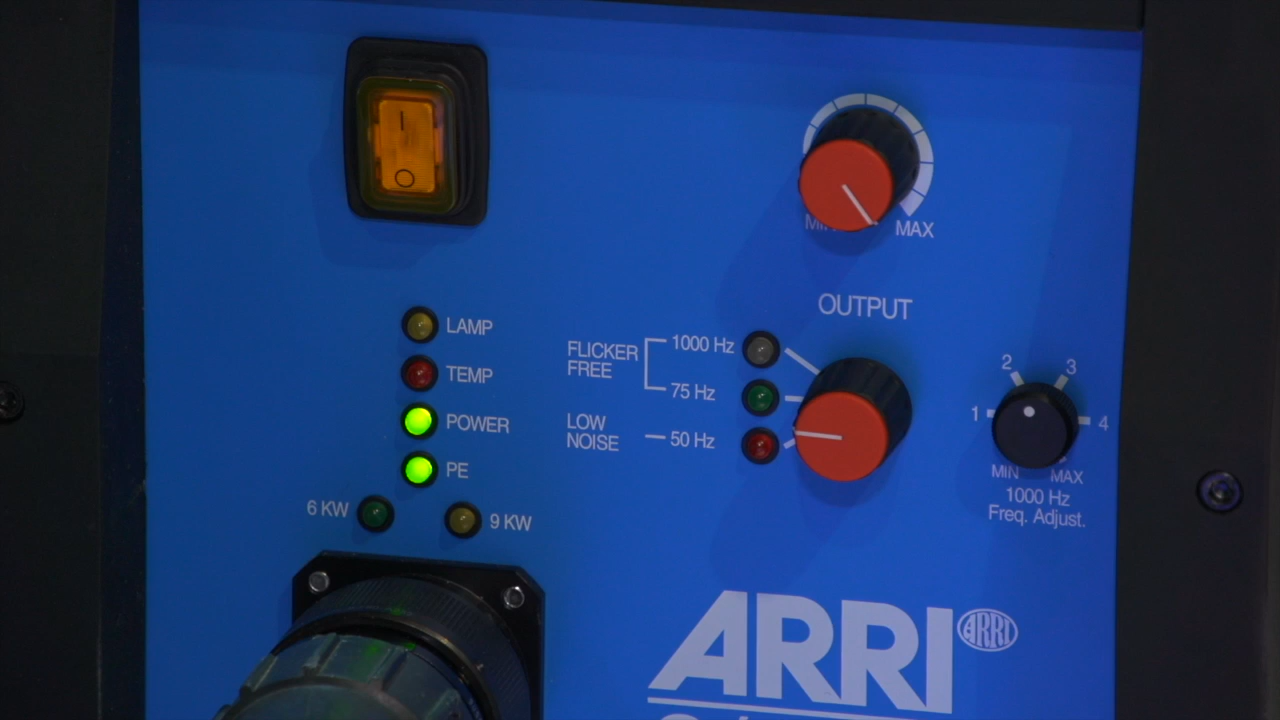 MAX
OUTPUT
LAMP
TEMP
POWER
PE
6 KW
9 KW
FLICKER
FREE
1000 Hz
75 Hz
LOW
NOISE
50 Hz
1
2
3
4
MIN
MAX
1000 Hz
Freq. Adjust.
ARRI®
ARRI